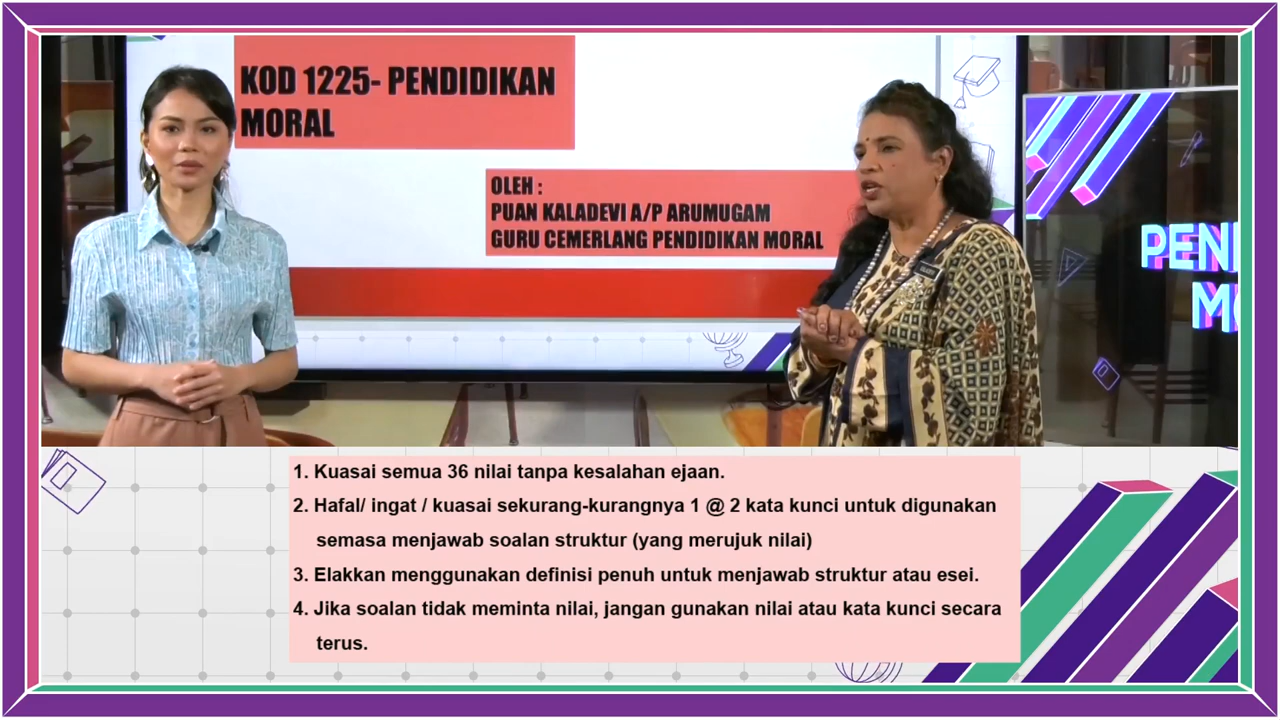 KOD 1225- PENDIDIKAN
MORAL
OLEH :
PUAN KALADEVI A/P ARUMUGAM
GURU CEMERLANG PENDIDIKAN MORAL
1. Kuasai semua 36 nilai tanpa kesalahan ejaan.
2. Hafal/ ingat / kuasai sekurang-kurangnya 1 @ 2 kata kunci untuk digunakan
semasa menjawab soalan struktur (yang merujuk nilai)
3. Elakkan menggunakan definisi penuh untuk menjawab struktur atau esei.
4. Jika soalan tidak meminta nilai, jangan gunakan nilai atau kata kunci secara
terus.